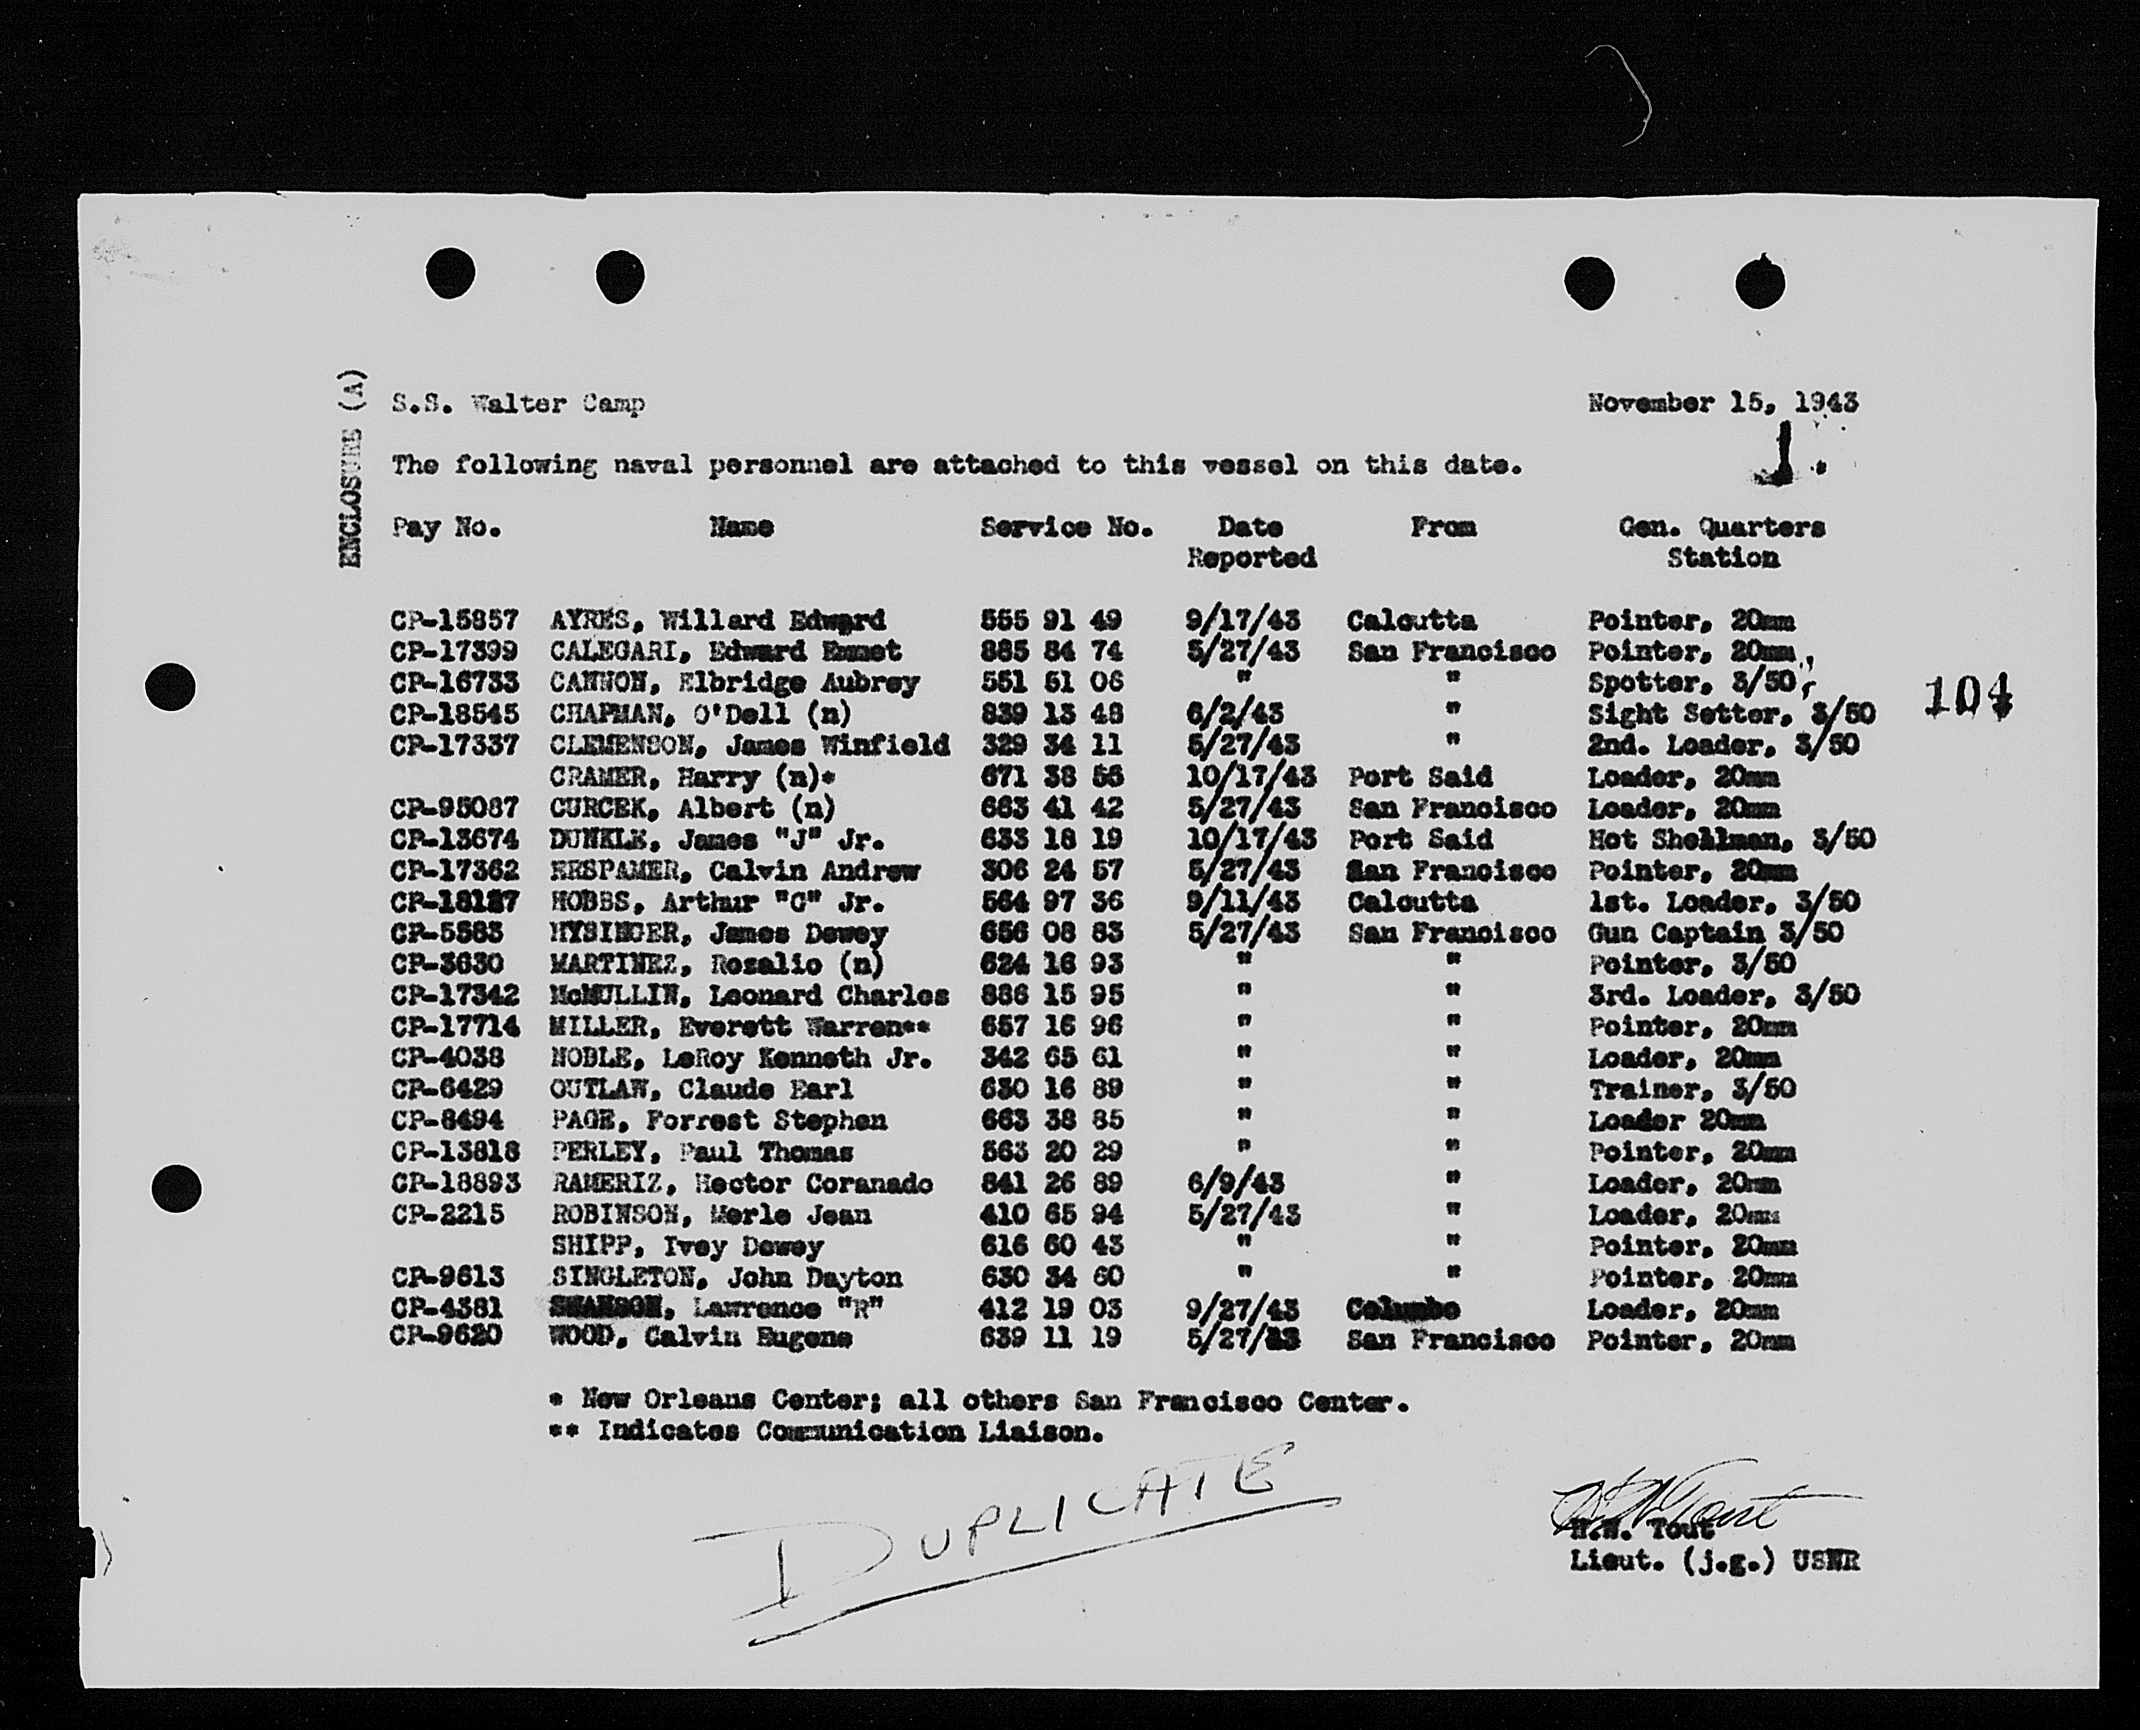 ENCLOSURE (A)
S.S. Walter Camp November 15, 1943
The following naval personnel are attached to this vessel on this date.
Pay No. Name Service No. Date From Gen. Quarters
Reported Station
CP-15857 AYRES, Willard Edward 555 91 49 9/17/43 Calcutta Pointer, 20mm
CP-17399 CALEGARI, Edward Emmet 885 84 74 5/27/43 San Francisco Pointer, 20mm
CP-16733 CANNON, Elbridge Aubrey 551 51 06 " " Spotter, 3/50
CP-18545 CHAPMAN, O'Dell (n) 839 13 48 6/2/43 " Sight Setter, 3/50
CP-17337 CLEMENSON, James Winfield 329 34 11 5/27/43 " 2nd. Loader, 3/50
CRAMER, Harry (n)* 671 38 56 10/17/43 Port Said Loader, 20mm
CP-95087 CURCEK, Albert (n) 663 41 42 5/27/43 San Francisco Loader, 20mm
CP-13674 DUNKLE, James "J" Jr. 633 18 19 10/17/43 Port Said Hot Shellman, 3/50
CP-17362 ERSPAMER, Calvin Andrew 306 24 57 5/27/43 San Francisco Pointer, 20mm
CP-18127 HOBBS, Arthur "C" Jr. 564 97 36 9/11/43 Calcutta 1st. Loader, 3/50
CP-5583 HYSINGER, James Dewey 656 08 83 5/27/43 San Francisco Gun Captain 3/50
CP-3630 MARTINEZ, Rosalio (n) 624 16 93 " " Pointer, 3/50
CP-17342 McMULLIN, Leonard Charles 886 15 95 " " 3rd. Loader, 3/50
CP-17714 MILLER, Everett Warren** 657 16 96 " " Pointer, 20mm
CP-4038 NOBLE, LeRoy Kenneth Jr. 342 65 61 " " Loader, 20mm
CP-6429 OUTLAW, Claude Earl 630 16 89 " " Trainer, 3/50
CP-8494 PAGE, Forrest Stephen 663 38 85 " " Loader 20mm
CP-13818 PERLEY, Paul Thomas 563 20 29 " " Pointer, 20mm
CP-18893 RAMERIZ, Hector Coranado 841 26 89 6/9/43 " Loader, 20mm
CP-2215 ROBINSON, Merle Jean 410 65 94 5/27/43 " Loader, 20mm
SHIPP, Ivey Dewey 616 60 43 " " Pointer, 20mm
CP-9613 SINGLETON, John Dayton 630 34 60 " " Pointer, 20mm
CP-4381 SWANSON, Lawrence "R" 412 19 03 9/27/43 Columbo Loader, 20mm
CP-9620 WOOD, Calvin Eugene 639 11 19 5/27/43 San Francisco Pointer, 20mm
104
* New Orleans Center; all others San Francisco Center.
** Indicates Communication Liaison.
DUPLICATE
Tout
Lieut. (j.g.) USNR